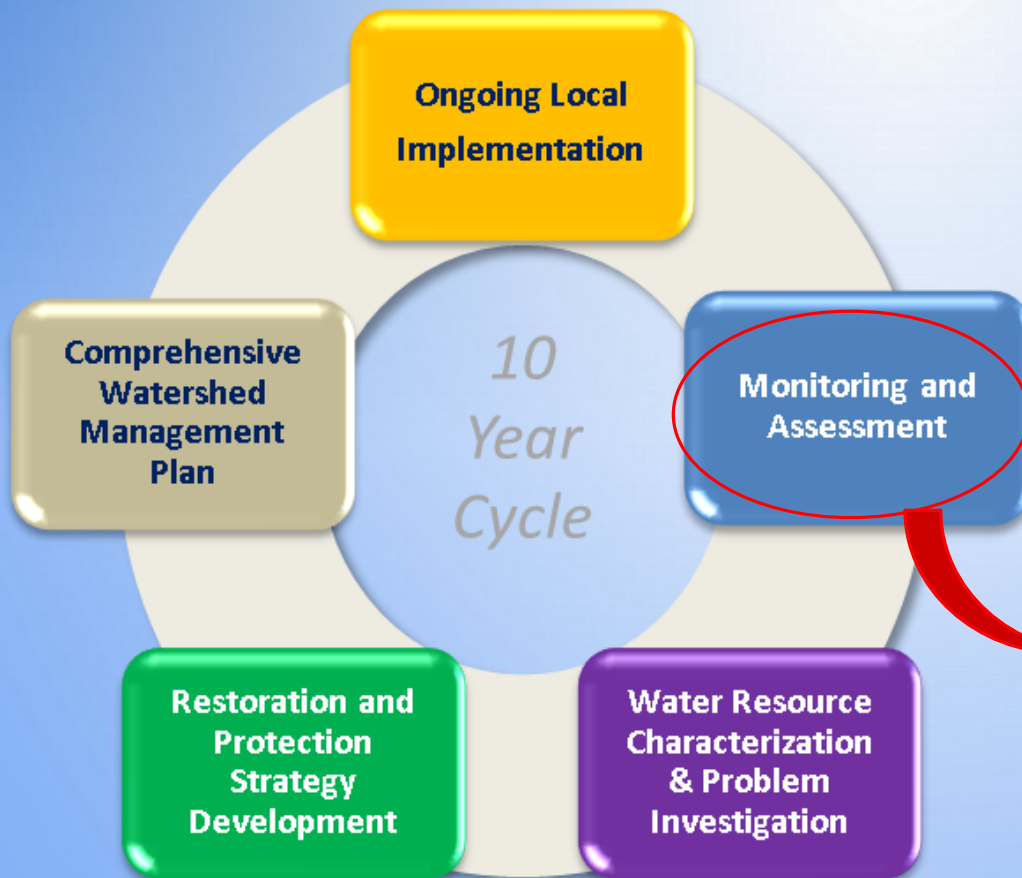 Ongoing Local
Implementation
Comprehensive
Watershed
Management
Plan
10
Year
Cycle
Monitoring and
Assessment
Restoration and
Protection
Strategy
Development
Water Resource
Characterization
& Problem
Investigation